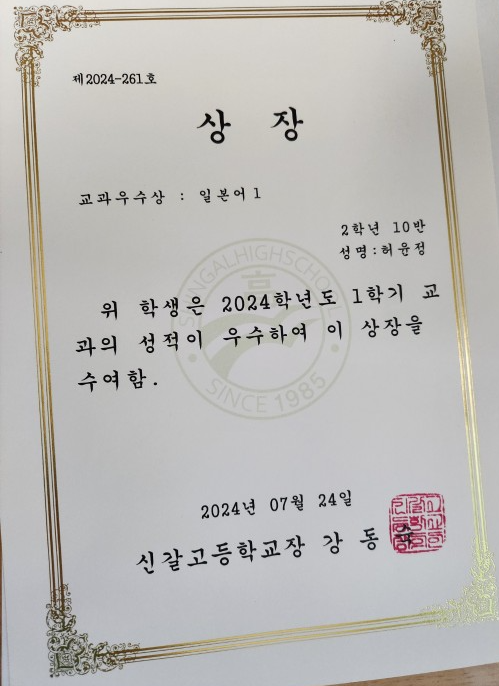 제2024-261호
상 장
교과우수상 : 일본어1
2학년 10반
성명:허윤정
SINGALHIGHSCHOOL
高
SINCE 1985
위 학생은 2024학년도 1학기 교
과의 성적이 우수하여 이 상장을
수여함.
2024년 07월 24일
신갈고등학교장 강 동